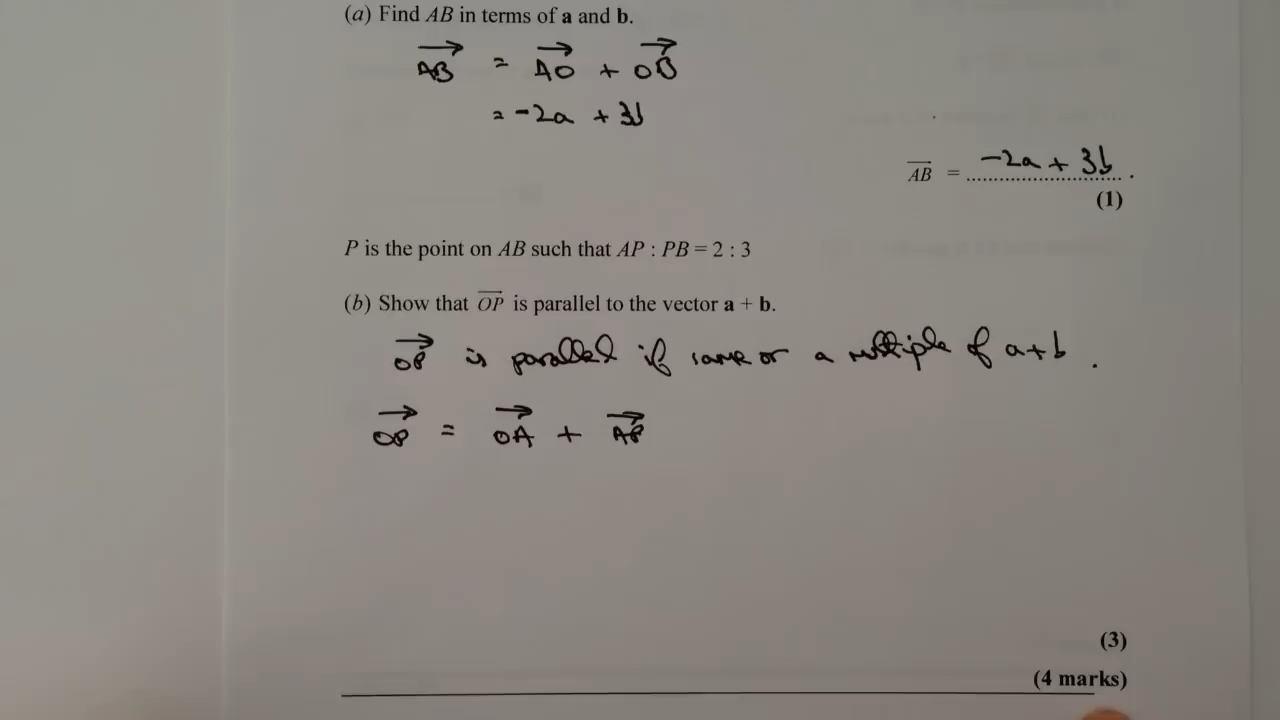 (a) Find AB in terms of a and b.
AB = AO + OB
= -2a + 3b
AB = -2a + 3b .
(1)
P is the point on AB such that AP : PB = 2 : 3
(b) Show that OP is parallel to the vector a + b.
OP is parallel if same or a multiple of a+b .
OP = OA + AP
(3)
(4 marks)